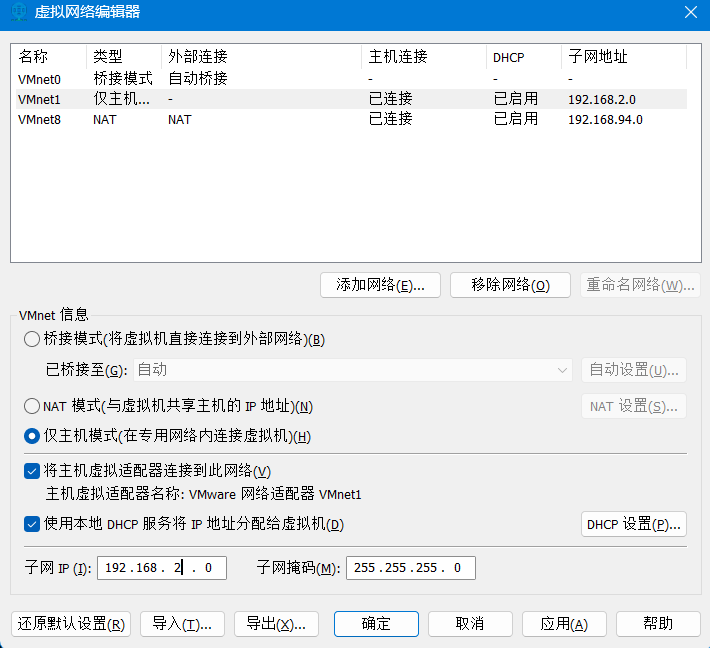 虚拟网络编辑器
名称 类型 外部连接 主机连接 DHCP 子网地址
VMnet0 桥接模式 自动桥接 - - -
VMnet1 仅主机... - 已连接 已启用 192.168.2.0
VMnet8 NAT NAT 已连接 已启用 192.168.94.0
添加网络(E)... 移除网络(O) 重命名网络(W)...
VMnet 信息
桥接模式(将虚拟机直接连接到外部网络)(B)
已桥接至(G): 自动 自动设置(U)...
NAT 模式(与虚拟机共享主机的 IP 地址)(N) NAT 设置(S)...
仅主机模式(在专用网络内连接虚拟机)(H)
将主机虚拟适配器连接到此网络(V)
主机虚拟适配器名称: VMware 网络适配器 VMnet1
使用本地 DHCP 服务将 IP 地址分配给虚拟机(D) DHCP 设置(P)...
子网 IP (I): 192.168. 2 . 0 子网掩码(M): 255.255.255. 0
还原默认设置(R) 导入(T)... 导出(X)... 确定 取消 应用(A) 帮助